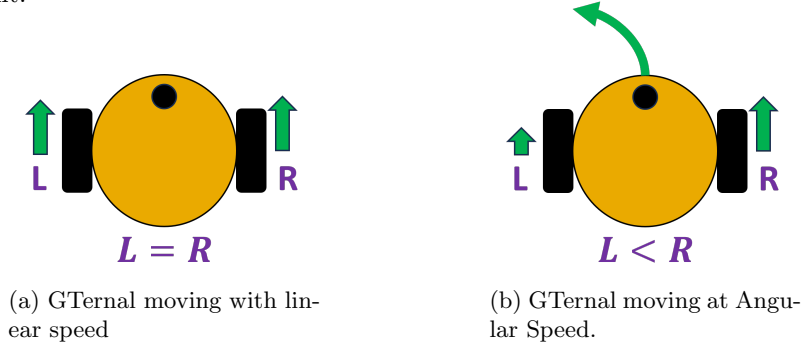 L R
L = R
(a) GTernal moving with lin-
ear speed
L R
L < R
(b) GTernal moving at Angu-
lar Speed.